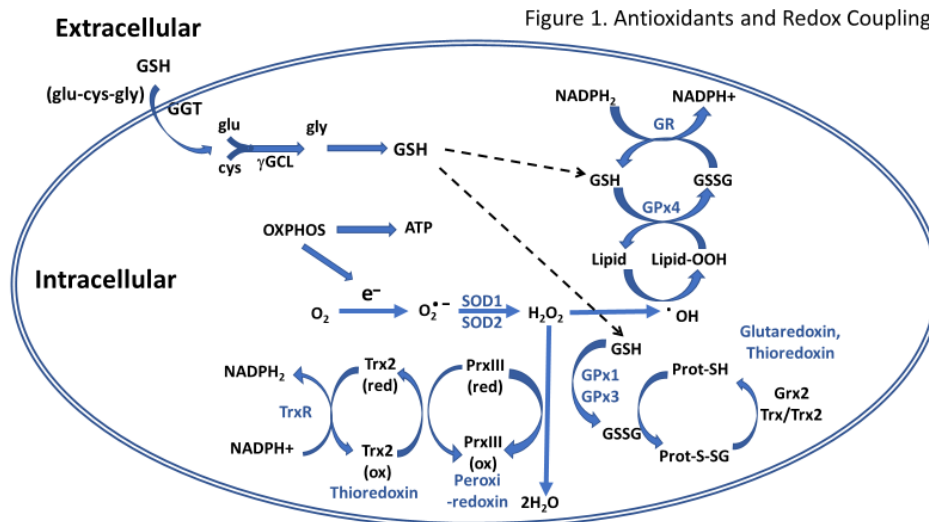 Figure 1. Antioxidants and Redox Coupling
Extracellular
GSH
(glu-cys-gly)
GGT
glu
cys
γGCL
gly
GSH
NADPH₂
NADPH+
GR
GSH
GSSG
GPx4
Lipid
Lipid-OOH
OXPHOS
ATP
Intracellular
O₂
e⁻
O₂•−
SOD1
SOD2
H₂O₂
•OH
GSH
GPx1
GPx3
GSSG
Glutaredoxin,
Thioredoxin
Prot-SH
Grx2
Trx/Trx2
Prot-S-SG
NADPH₂
TrxR
NADPH+
Trx2
(red)
Trx2
(ox)
Thioredoxin
PrxIII
(red)
PrxIII
(ox)
Peroxi
-redoxin
2H₂O